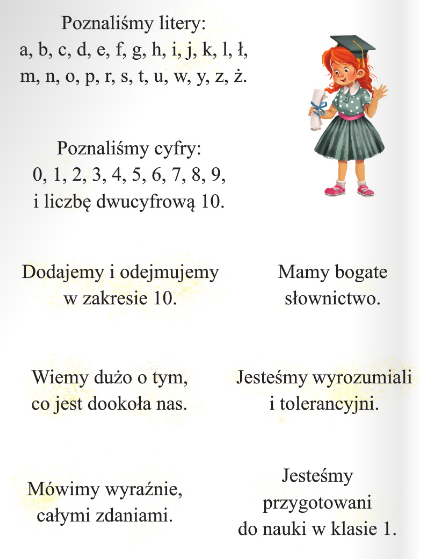 Poznaliśmy litery:
a, b, c, d, e, f, g, h, i, j, k, l, ł,
m, n, o, p, r, s, t, u, w, y, z, ż.
Poznaliśmy cyfry:
0, 1, 2, 3, 4, 5, 6, 7, 8, 9,
i liczbę dwucyfrową 10.
Dodajemy i odejmujemy
w zakresie 10.
Mamy bogate
słownictwo.
Wiemy dużo o tym,
co jest dookoła nas.
Jesteśmy wyrozumiali
i tolerancyjni.
Mówimy wyraźnie,
całymi zdaniami.
Jesteśmy
przygotowani
do nauki w klasie 1.